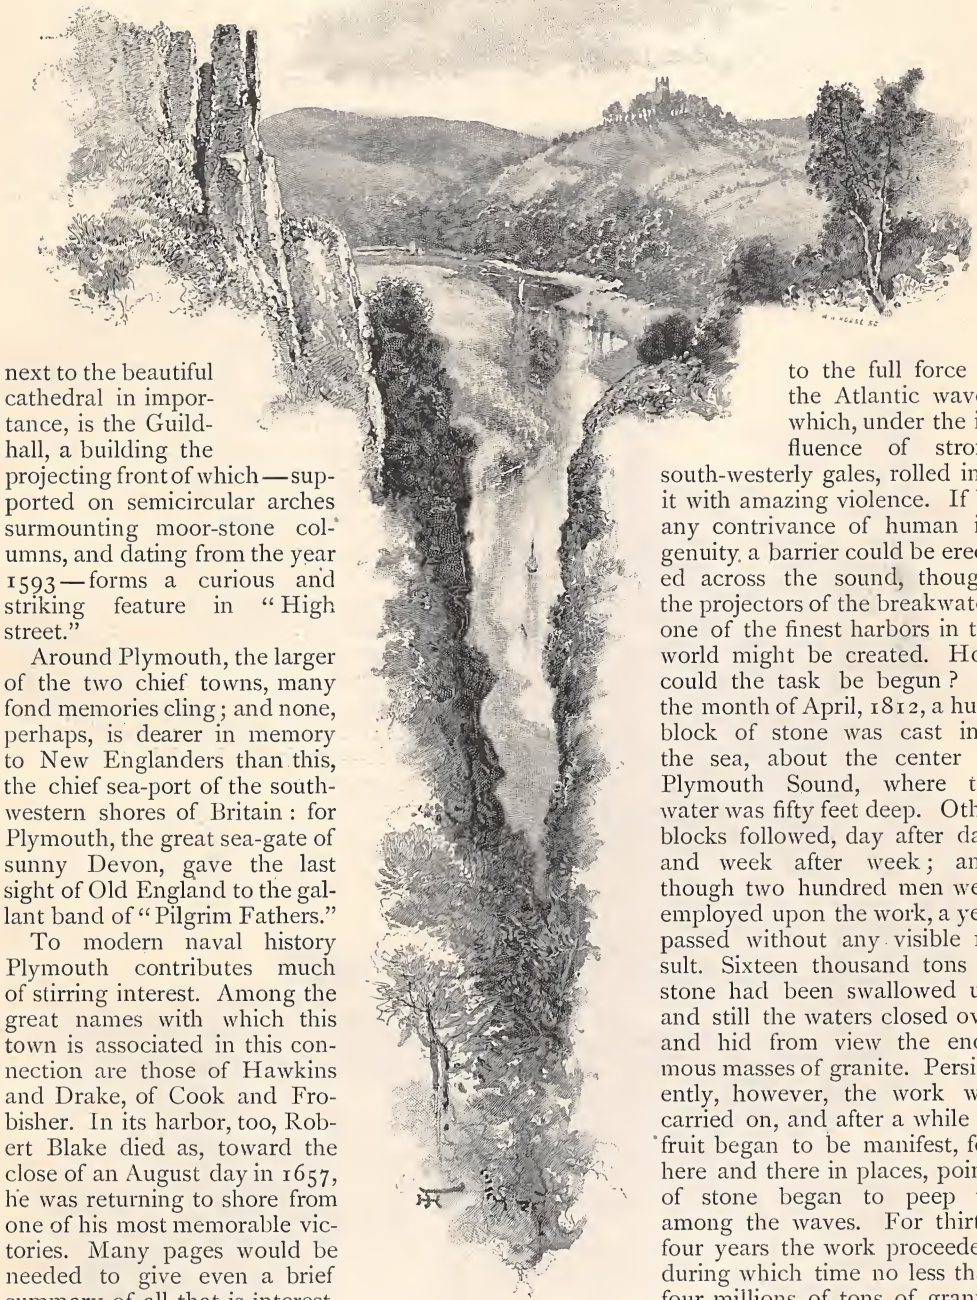 next to the beautiful
cathedral in impor-
tance, is the Guild-
hall, a building the
projecting front of which — sup-
ported on semicircular arches
surmounting moor-stone col-
umns, and dating from the year
1593 — forms a curious and
striking feature in “High
street.”
Around Plymouth, the larger
of the two chief towns, many
fond memories cling; and none,
perhaps, is dearer in memory
to New Englanders than this,
the chief sea-port of the south-
western shores of Britain: for
Plymouth, the great sea-gate of
sunny Devon, gave the last
sight of Old England to the gal-
lant band of “Pilgrim Fathers.”
To modern naval history
Plymouth contributes much
of stirring interest. Among the
great names with which this
town is associated in this con-
nection are those of Hawkins
and Drake, of Cook and Fro-
bisher. In its harbor, too, Rob-
ert Blake died as, toward the
close of an August day in 1657,
he was returning to shore from
one of his most memorable vic-
tories. Many pages would be
needed to give even a brief
summary of all that is interest
to the full force
the Atlantic wav
which, under the
fluence of stro
south-westerly gales, rolled in
it with amazing violence. If
any contrivance of human i
genuity a barrier could be erec
ed across the sound, thoug
the projectors of the breakwat
one of the finest harbors in t
world might be created. Ho
could the task be begun?
the month of April, 1812, a hu
block of stone was cast in
the sea, about the center
Plymouth Sound, where t
water was fifty feet deep. Oth
blocks followed, day after da
and week after week; an
though two hundred men we
employed upon the work, a ye
passed without any visible
sult. Sixteen thousand tons
stone had been swallowed u
and still the waters closed ov
and hid from view the eno
mous masses of granite. Persi
ently, however, the work w
carried on, and after a while
fruit began to be manifest, f
here and there in places, poin
of stone began to peep
among the waves. For thirt
four years the work proceede
during which time no less th
four millions of tons of gran